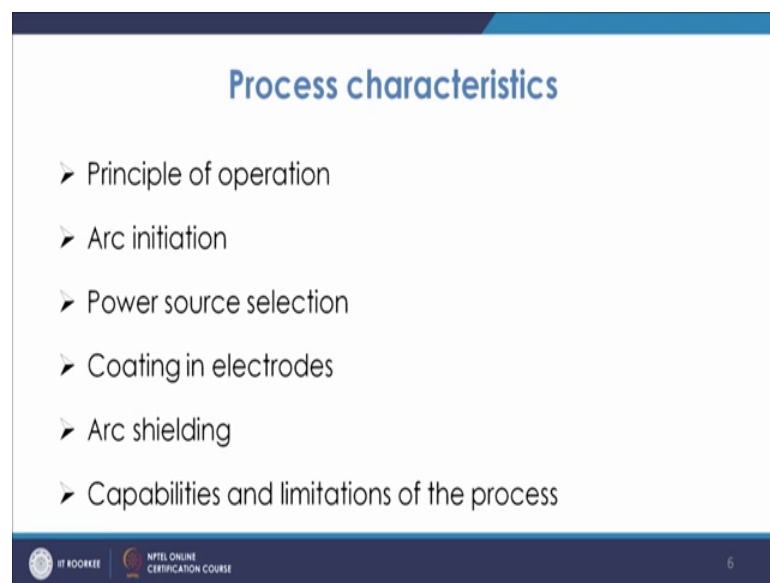 Process characteristics
➢ Principle of operation
➢ Arc initiation
➢ Power source selection
➢ Coating in electrodes
➢ Arc shielding
➢ Capabilities and limitations of the process
IIT ROORKEE
NPTEL ONLINE
CERTIFICATION COURSE
6